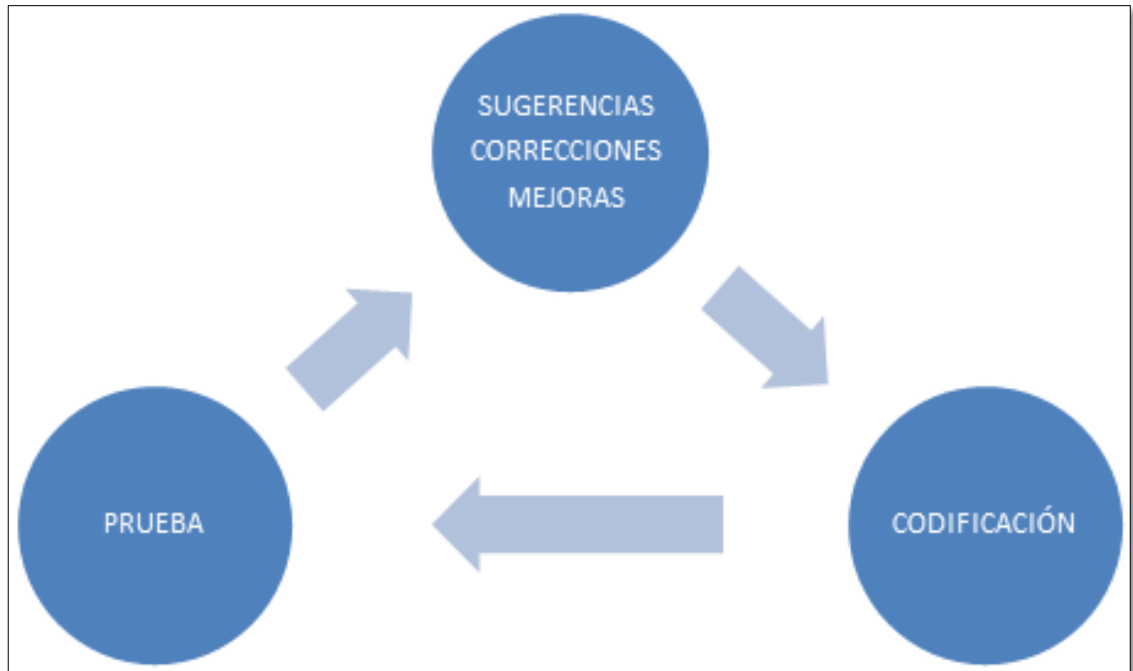 SUGERENCIAS
CORRECCIONES
MEJORAS
PRUEBA
CODIFICACIÓN